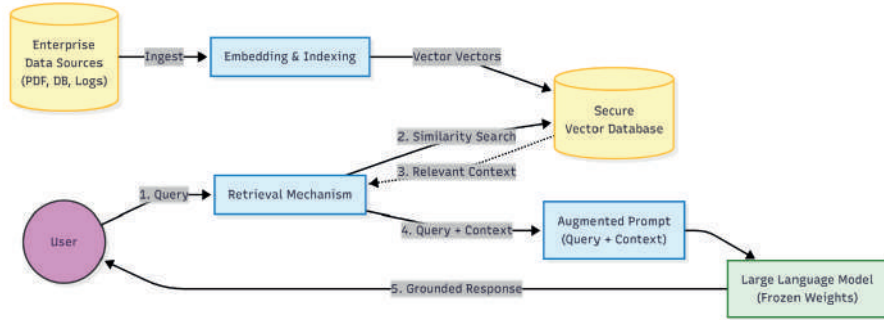 Enterprise
Data Sources
(PDF, DB, Logs)
Ingest
Embedding & Indexing
Vector Vectors
Secure
Vector Database
2. Similarity Search
3. Relevant Context
1. Query
Retrieval Mechanism
4. Query + Context
Augmented Prompt
(Query + Context)
User
5. Grounded Response
Large Language Model
(Frozen Weights)